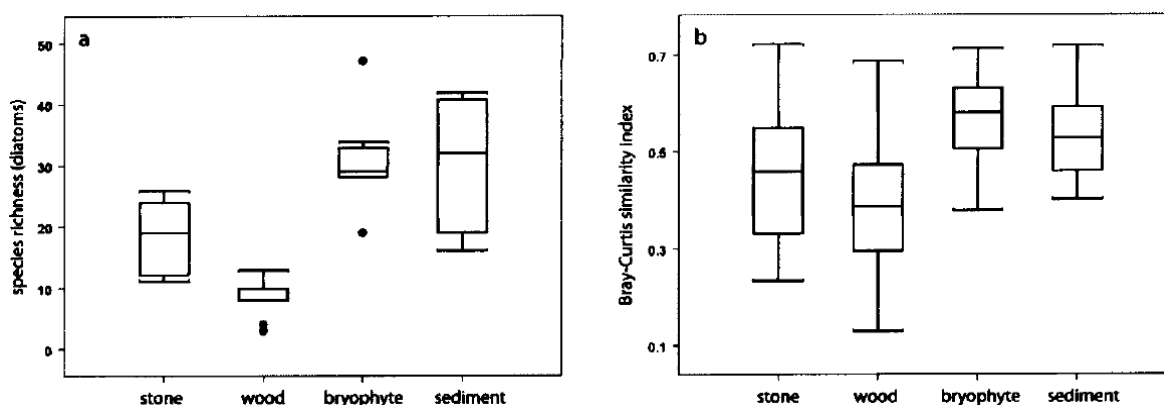 a
50
40
30
20
10
0
species richness (diatoms)
stone wood bryophyte sediment
b
0.7
0.5
0.3
0.1
Bray-Curtis similarity index
stone wood bryophyte sediment